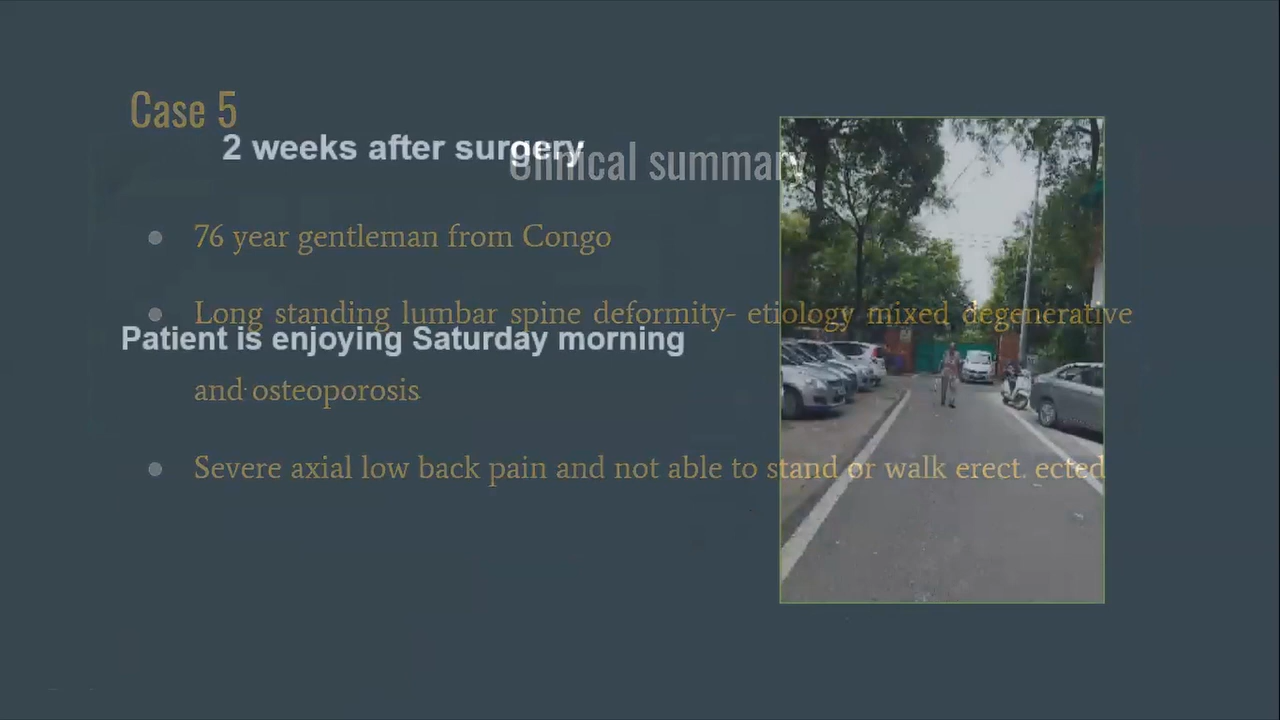 Case 5
2 weeks after surgery
Clinical summary
76 year gentleman from Congo
Long standing lumbar spine deformity- etiology mixed degenerative
Patient is enjoying Saturday morning
and osteoporosis
Severe axial low back pain and not able to stand or walk erect. ected